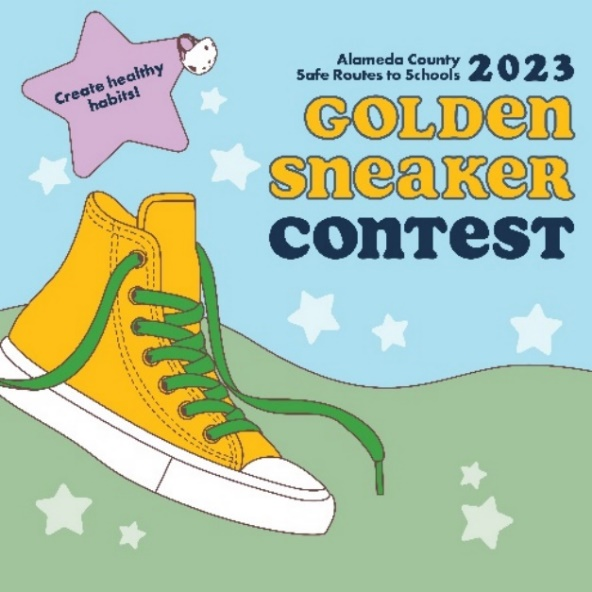 Create healthy
habits!
Alameda County
Safe Routes to Schools 2023
GOLDEN
SNEAKER
CONTEST